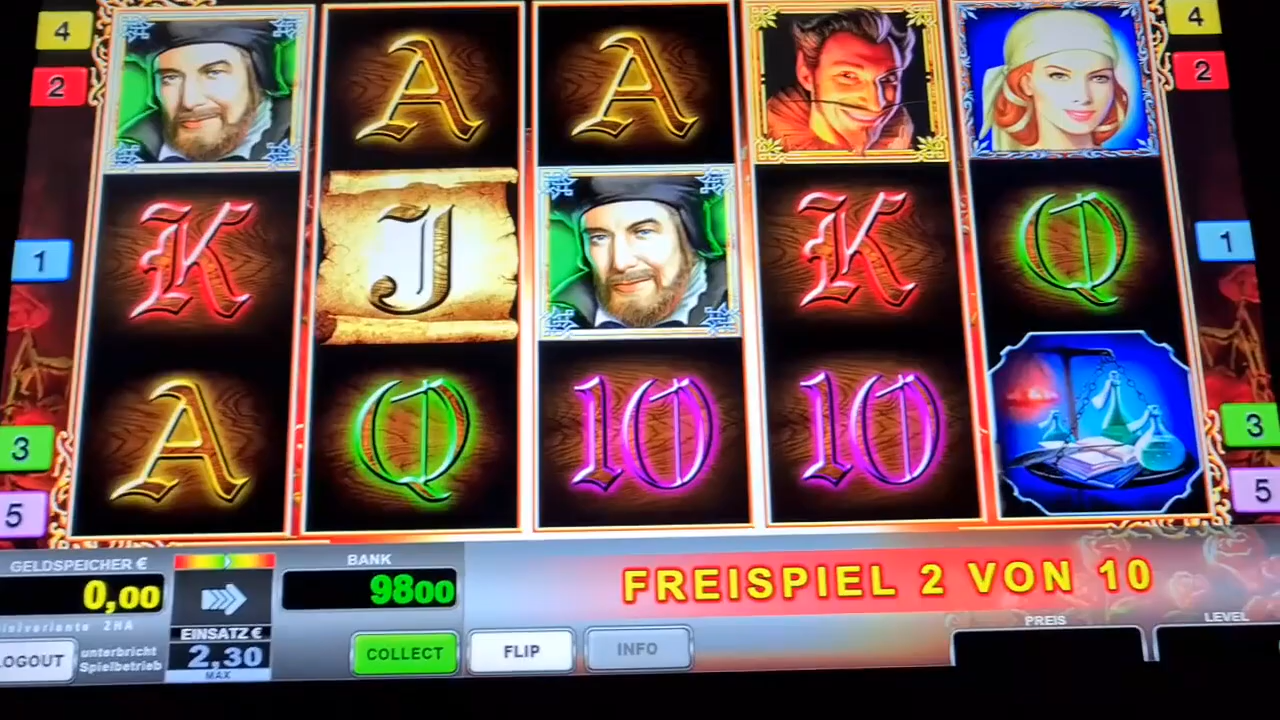 4 A A 4
2 2
1 K J K Q 1
3 A Q 10 10 3
5 5
GELDSPEICHER € BANK
0,00 9800 FREISPIEL 2 VON 10
2HA EINSATZ € PREIS LEVEL
LOGOUT unterbricht Spielbetrieb 2,30 COLLECT FLIP INFO
MAX